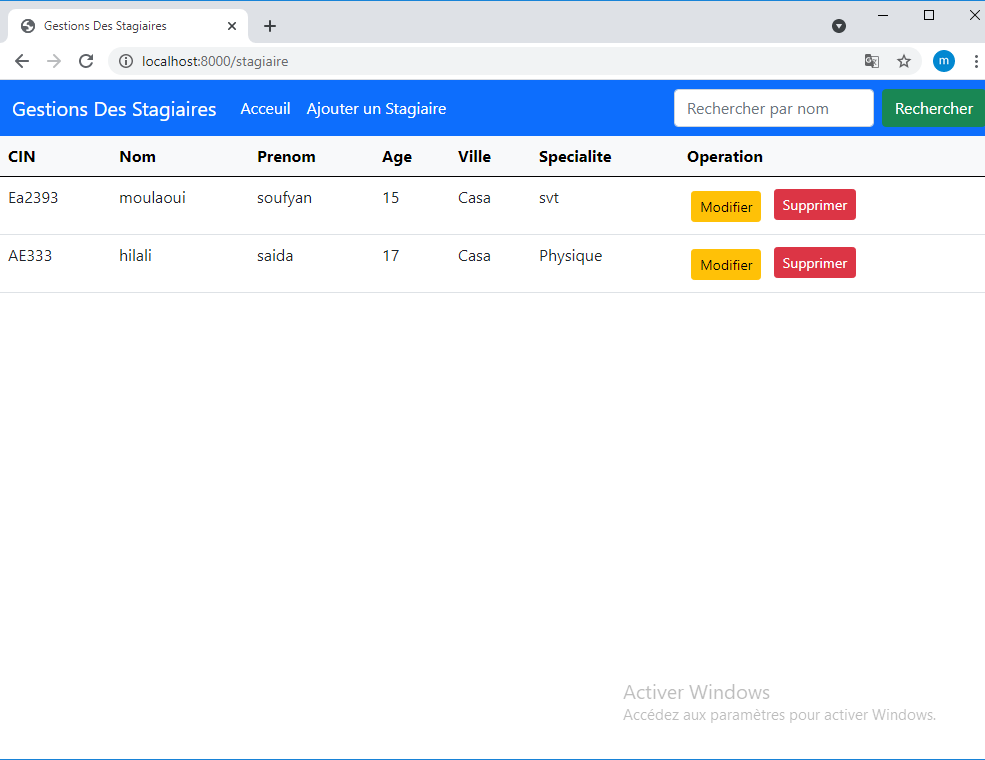 Gestions Des Stagiaires
localhost:8000/stagiaire
m
Gestions Des Stagiaires Acceuil Ajouter un Stagiaire Rechercher par nom Rechercher
CIN Nom Prenom Age Ville Specialite Operation
Ea2393 moulaoui soufyan 15 Casa svt Modifier Supprimer
AE333 hilali saida 17 Casa Physique Modifier Supprimer
Activer Windows
Accédez aux paramètres pour activer Windows.